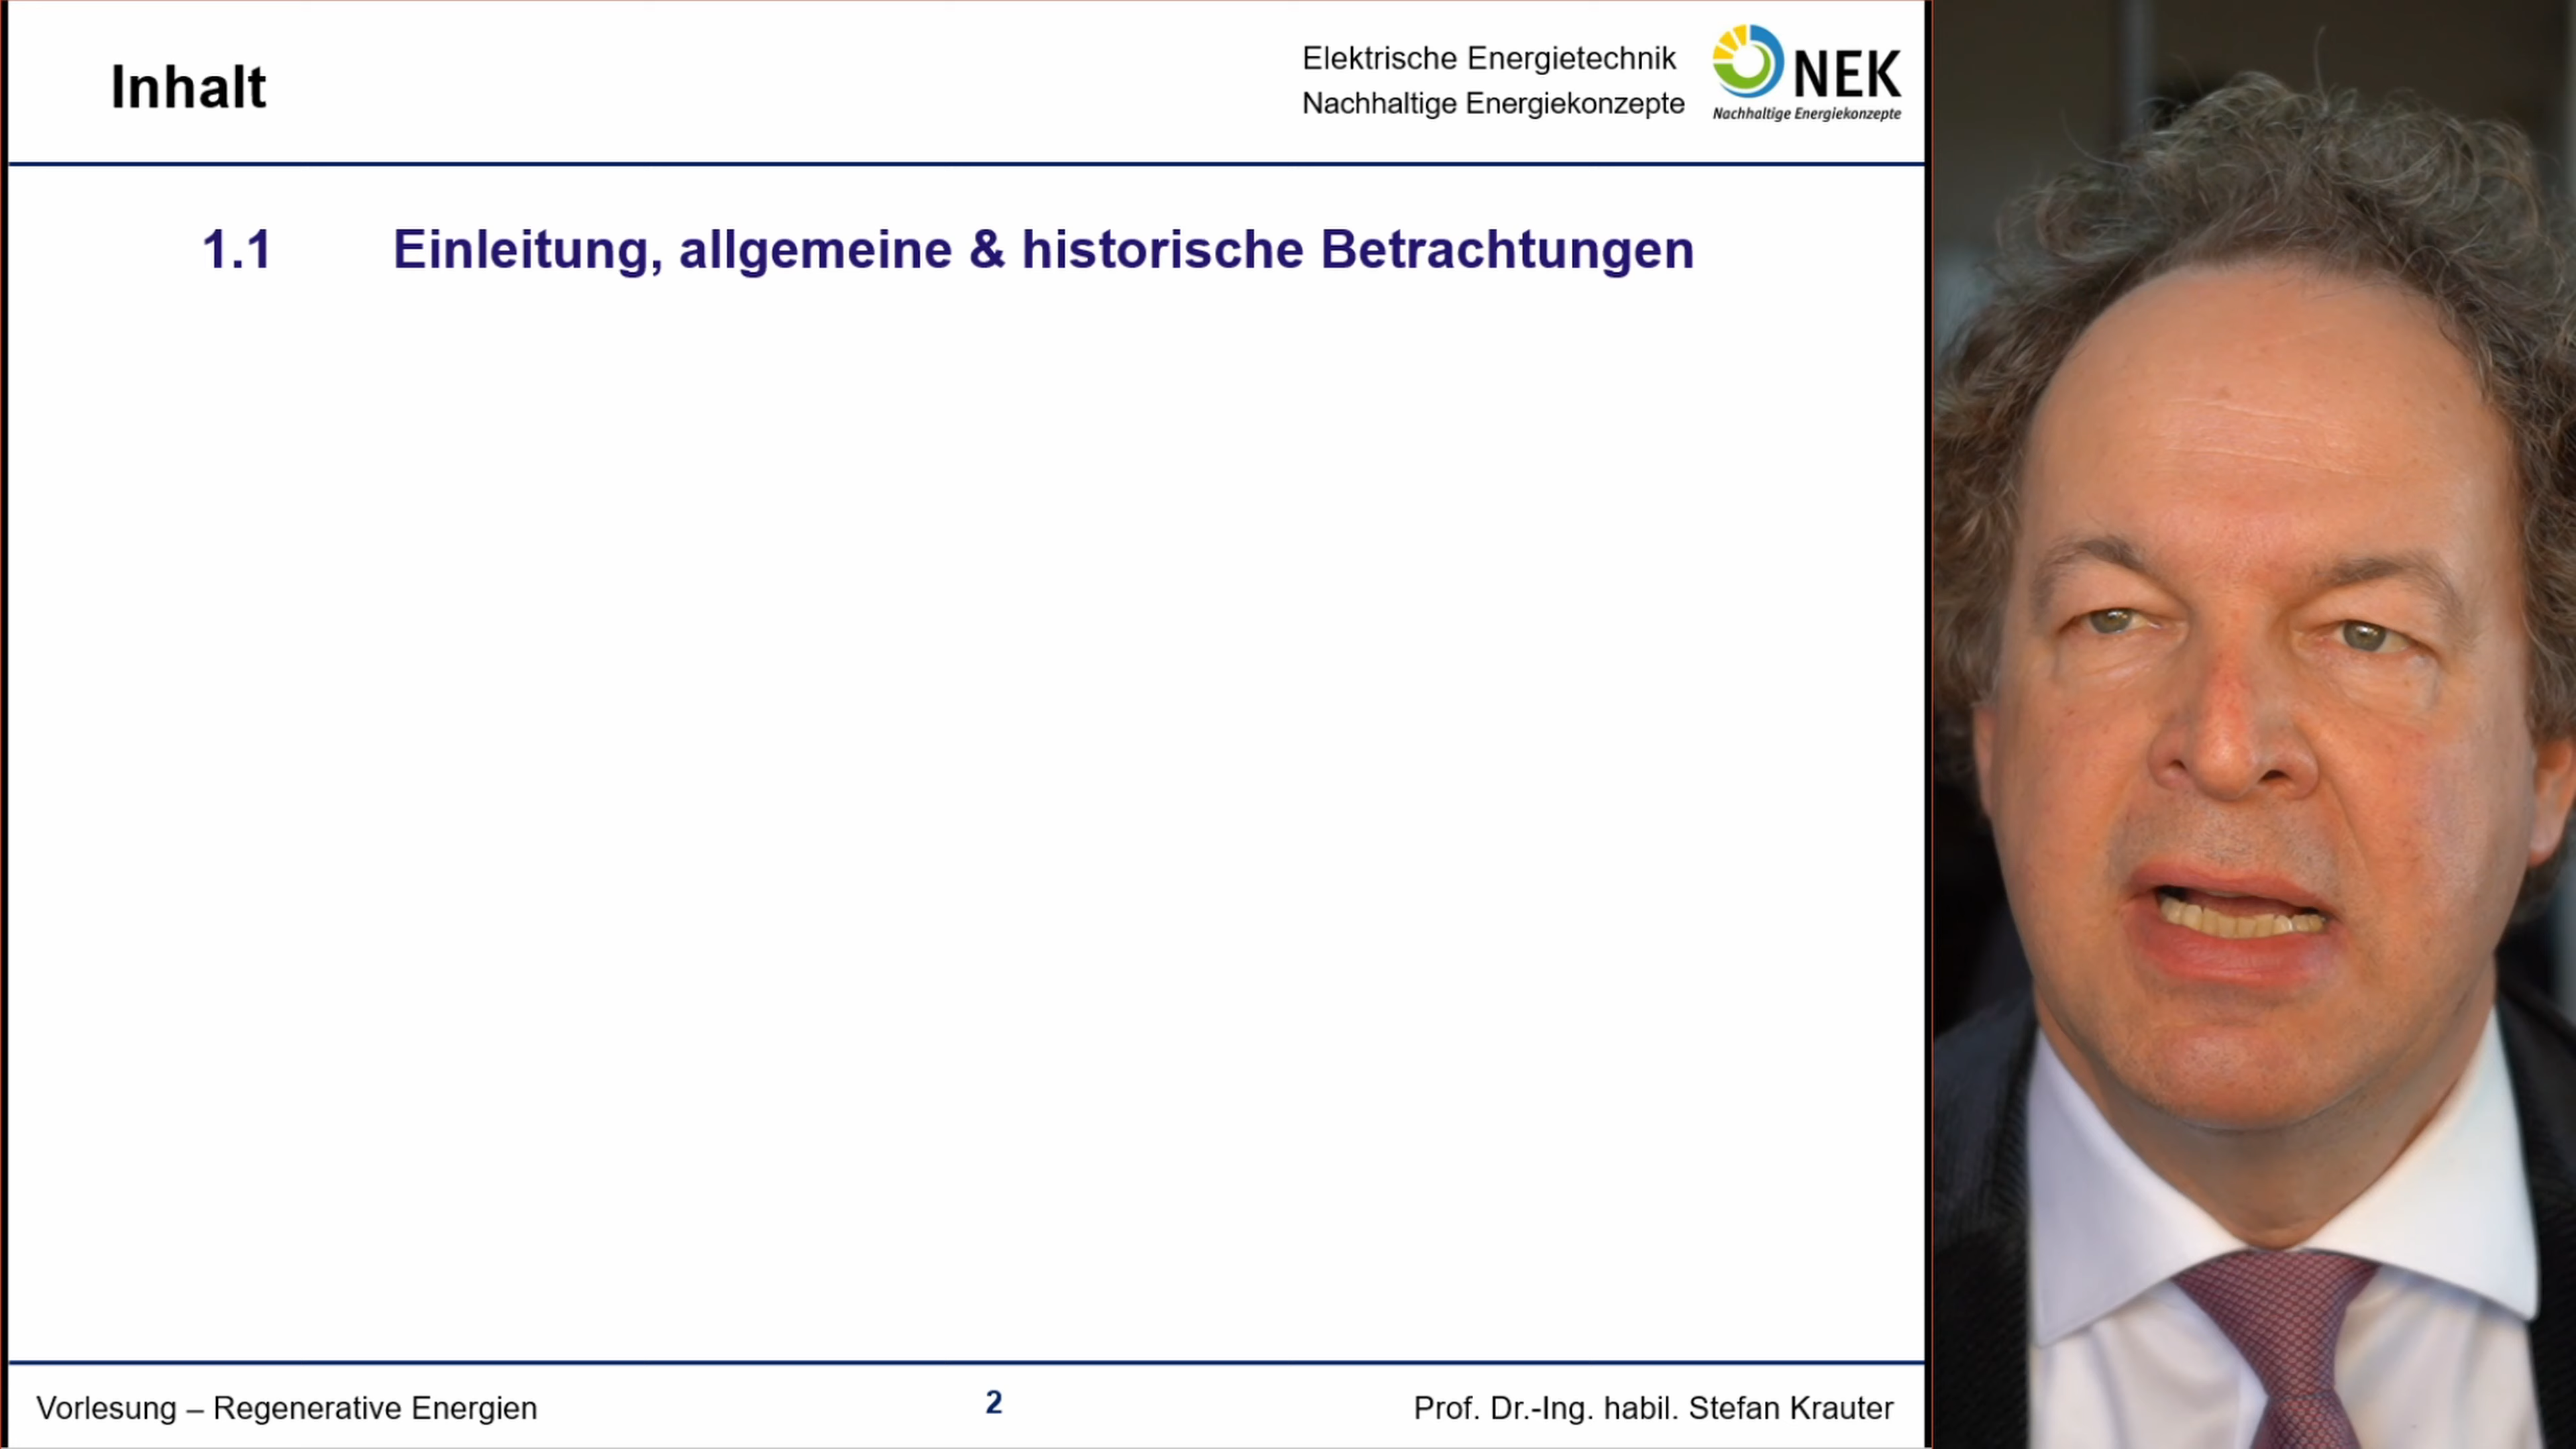 Inhalt
Elektrische Energietechnik
Nachhaltige Energiekonzepte
NEK
Nachhaltige Energiekonzepte
1.1 Einleitung, allgemeine & historische Betrachtungen
Vorlesung – Regenerative Energien
2
Prof. Dr.-Ing. habil. Stefan Krauter